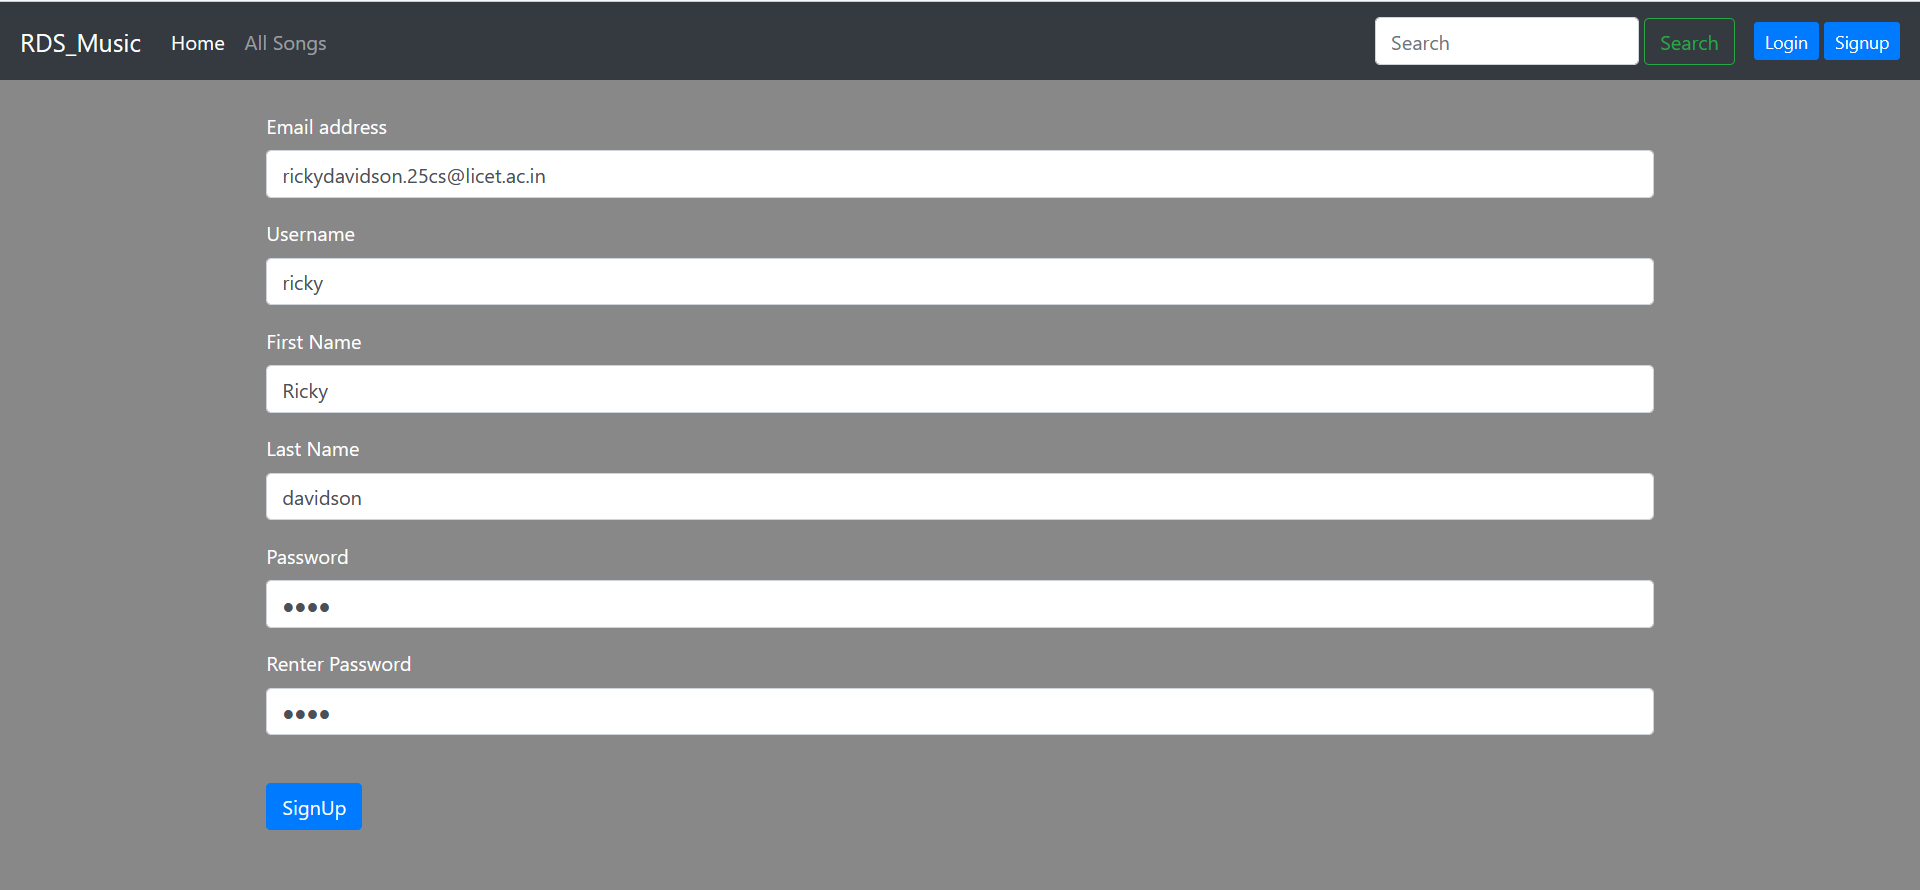 RDS_Music Home All Songs Search Search Login Signup
Email address
rickydavidson.25cs@licet.ac.in
Username
ricky
First Name
Ricky
Last Name
davidson
Password
●●●●
Renter Password
●●●●
SignUp